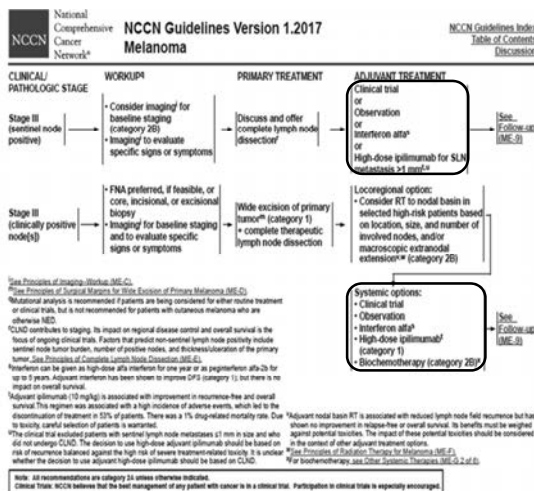 NCCN
National
Comprehensive
Cancer
Network®
NCCN Guidelines Version 1.2017
Melanoma
NCCN Guidelines Index
Table of Contents
Discussion
CLINICAL/
PATHOLOGIC STAGE
WORKUPq
PRIMARY TREATMENT
ADJUVANT TREATMENT
Stage III
(sentinel node
positive)
• Consider imaging for
baseline staging
(category 2B)
• Imaging to evaluate
specific signs or symptoms
Discuss and offer
complete lymph node
dissection
Clinical trial
or
Observation
or
Interferon alfa
or
High-dose ipilimumab for SLN
metastasis >1 mm
See
Follow-up
(ME-9)
Stage III
(clinically positive
node[s])
• FNA preferred, if feasible, or
core, incisional, or excisional
biopsy
• Imaging for baseline staging
and to evaluate specific
signs or symptoms
Wide excision of primary
tumorm (category 1)
+ complete therapeutic
lymph node dissection
Locoregional option:
• Consider RT to nodal basin in
selected high-risk patients based
on location, size, and number of
involved nodes, and/or
macroscopic extranodal
extension (category 2B)
Systemic options:
• Clinical trial
• Observation
• Interferon alfa
• High-dose ipilimumab
(category 1)
• Biochemotherapy (category 2B)
See
Follow-up
(ME-9)
See Principles of Imaging–Workup (ME-C).
mSee Principles of Surgical Margins for Wide Excision of Primary Melanoma (ME-D).
qMutational analysis is recommended if patients are being considered for either routine treatment
or clinical trials, but is not recommended for patients with cutaneous melanoma who are
otherwise NED.
CLND contributes to staging. Its impact on regional disease control and overall survival is the
focus of ongoing clinical trials. Factors that predict non-sentinel lymph node positivity include
sentinel node tumor burden, number of positive nodes, and thickness/ulceration of the primary
tumor. See Principles of Complete Lymph Node Dissection (ME-E).
Interferon can be given as high-dose alfa interferon for one year or as peginterferon alfa-2b for
up to 5 years. Adjuvant interferon has been shown to improve DFS (category 1); but there is no
impact on overall survival.
Adjuvant ipilimumab (10 mg/kg) is associated with improvement in recurrence-free and overall
survival. This regimen was associated with a high incidence of adverse events, which led to the
discontinuation of treatment in 53% of patients. There was a 1% drug-related mortality rate. Due
to toxicity, careful selection of patients is warranted.
The clinical trial excluded patients with sentinel lymph node metastases ≤1 mm in size and who
did not undergo CLND. The decision to use high-dose adjuvant ipilimumab should be based on
risk of recurrence balanced against the high risk of severe treatment-related toxicity. It is unclear
whether the decision to use adjuvant high-dose ipilimumab should be based on CLND.
Adjuvant nodal basin RT is associated with reduced lymph node field recurrence but has
shown no improvement in relapse-free or overall survival. Its benefits must be weighed
against potential toxicities. The impact of these potential toxicities should be considered
in the context of other adjuvant treatment options.
See Principles of Radiation Therapy for Melanoma (ME-F).
For biochemotherapy, see Other Systemic Therapies (ME-G 2 of 6).
Note: All recommendations are category 2A unless otherwise indicated.
Clinical Trials: NCCN believes that the best management of any patient with cancer is in a clinical trial. Participation in clinical trials is especially encouraged.